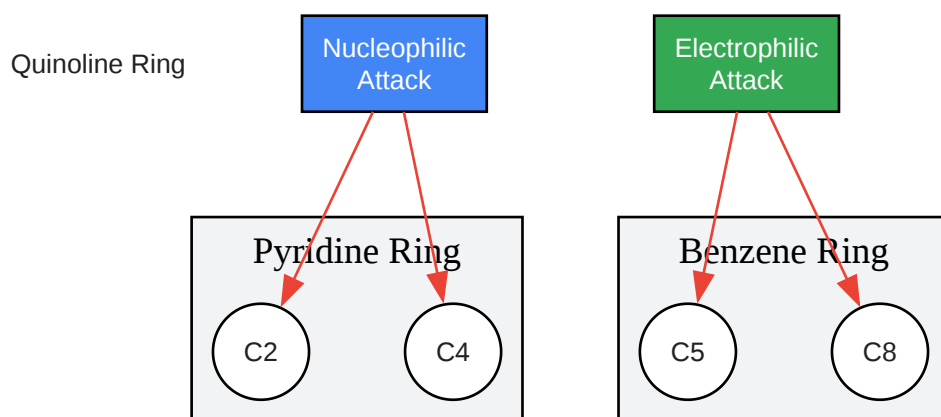 Quinoline Ring
Nucleophilic
Attack
Electrophilic
Attack
Pyridine Ring
Benzene Ring
C2
C4
C5
C8